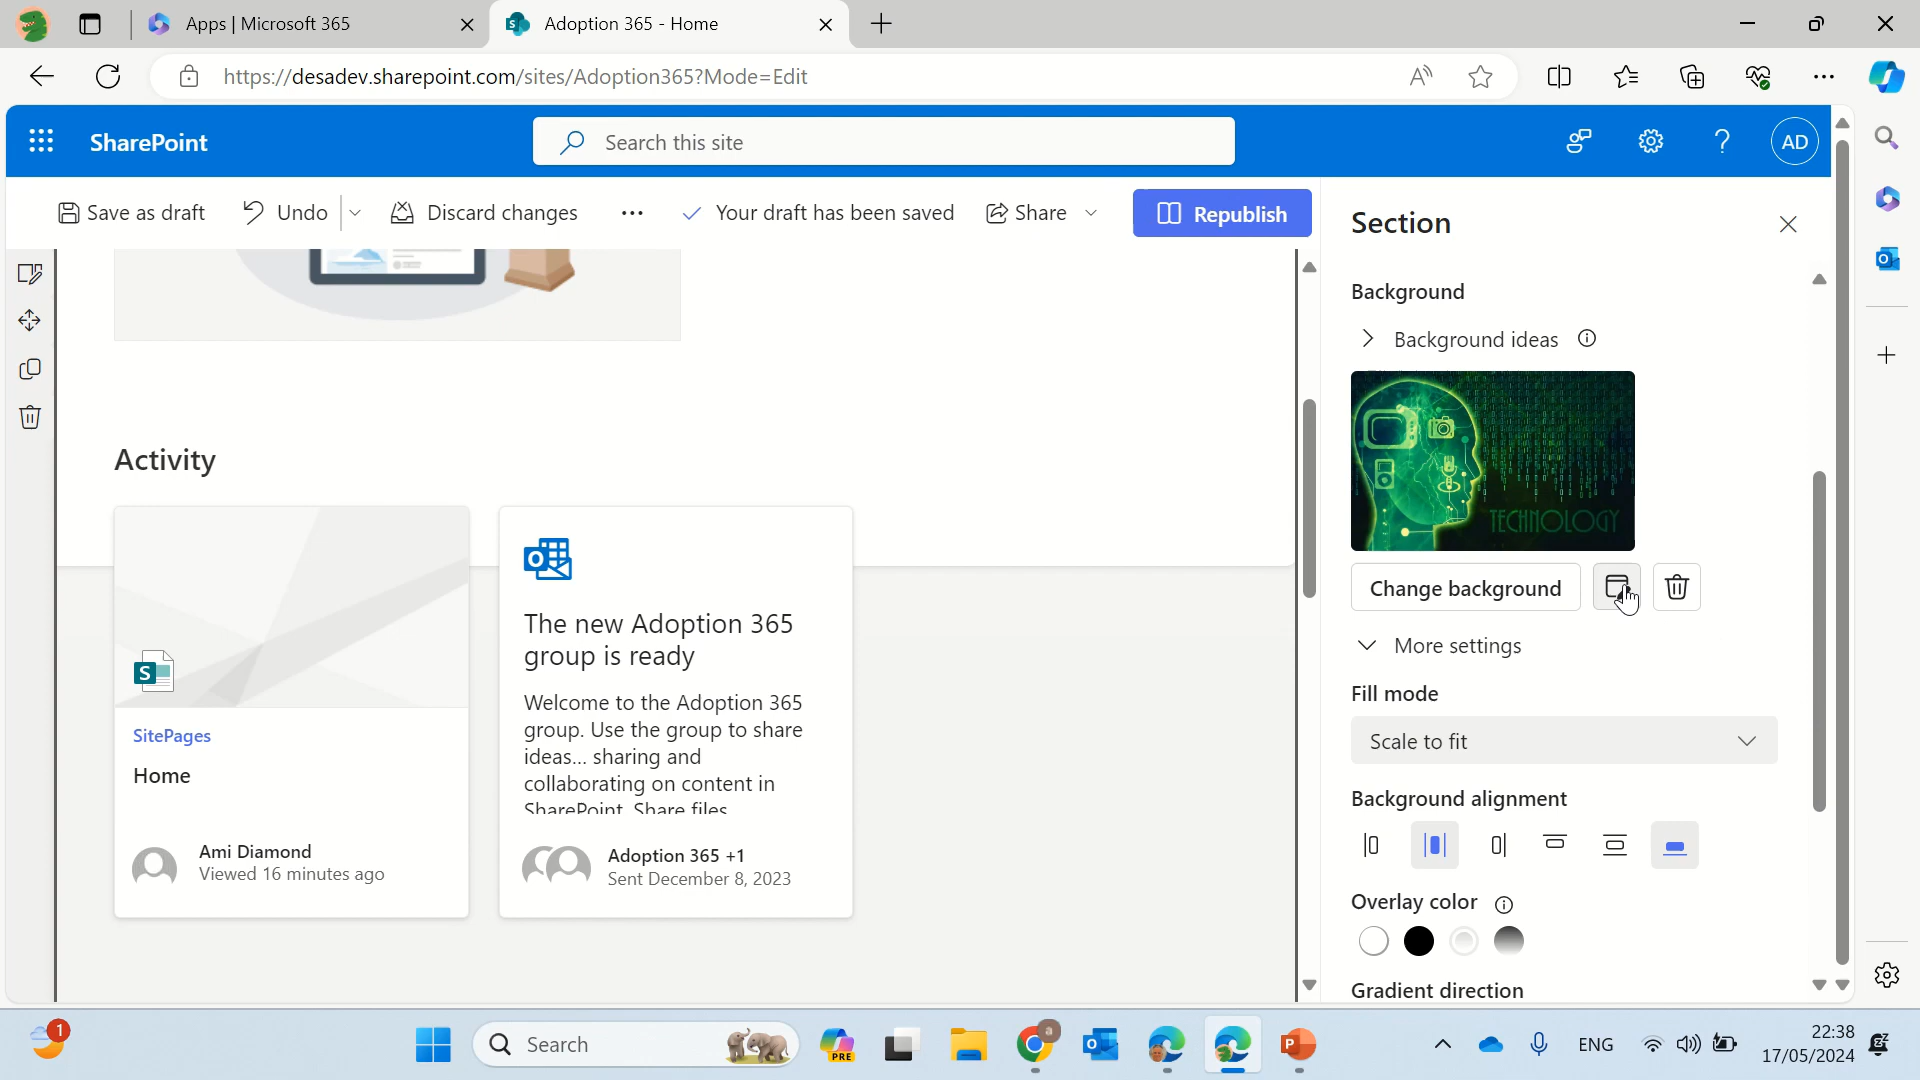 Apps | Microsoft 365
Adoption 365 - Home
https://desadev.sharepoint.com/sites/Adoption365?Mode=Edit
SharePoint
Search this site
AD
Save as draft
Undo
Discard changes
Your draft has been saved
Share
Republish
Activity
SitePages
Home
Ami Diamond
Viewed 16 minutes ago
The new Adoption 365
group is ready
Welcome to the Adoption 365
group. Use the group to share
ideas... sharing and
collaborating on content in
SharePoint. Share files
Adoption 365 +1
Sent December 8, 2023
Section
Background
Background ideas
TECHNOLOGY
Change background
More settings
Fill mode
Scale to fit
Background alignment
Overlay color
Gradient direction
1
Search
PRE
a
ENG
22:38
17/05/2024